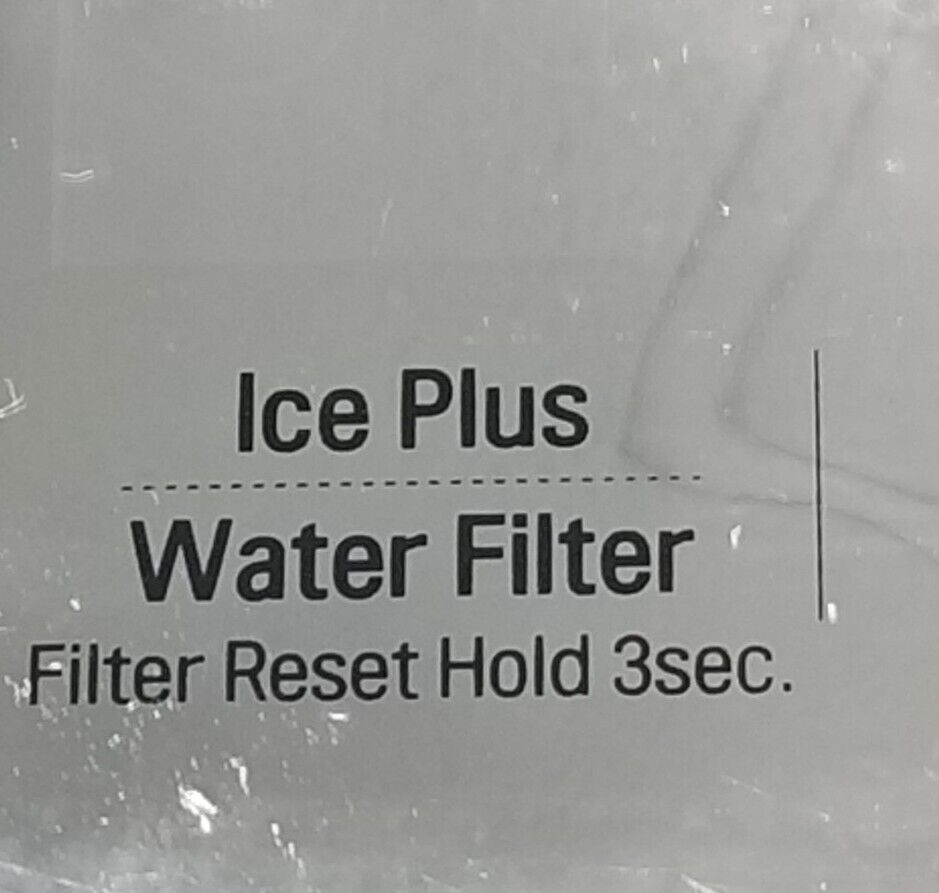 Ice Plus
Water Filter
Filter Reset Hold 3sec.